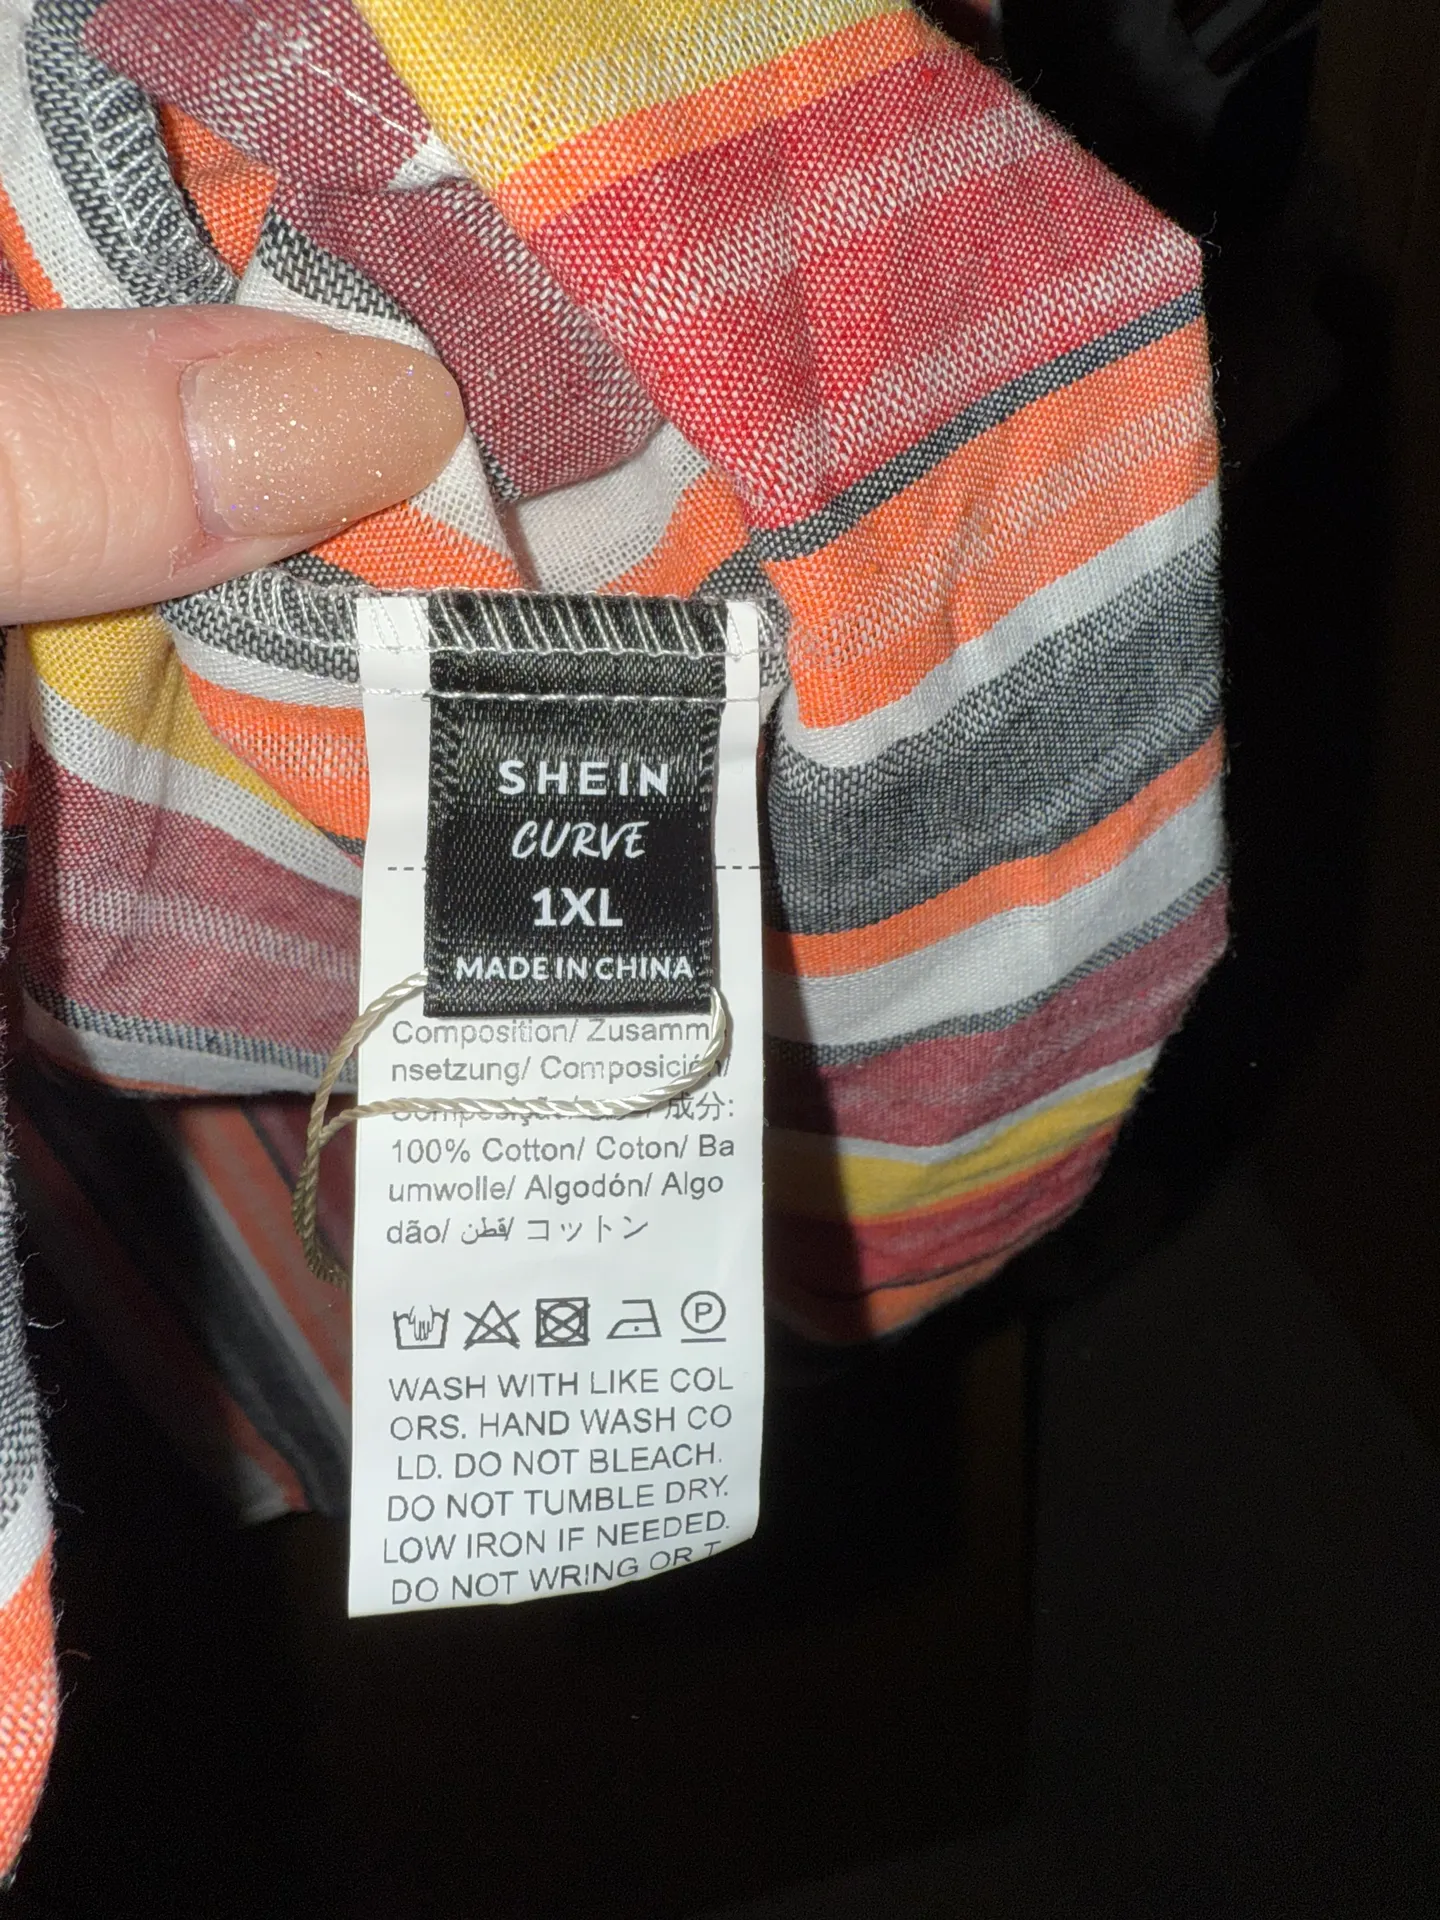 SHEIN
CURVE
1XL
MADE IN CHINA
Composition/ Zusamm
nsetzung/ Composición/
成分:
100% Cotton/ Coton/ Ba
umwolle/ Algodón/ Algo
dão/ قطن/ コットン
P
WASH WITH LIKE COL
ORS. HAND WASH CO
LD. DO NOT BLEACH.
DO NOT TUMBLE DRY.
LOW IRON IF NEEDED.
DO NOT WRING OR T